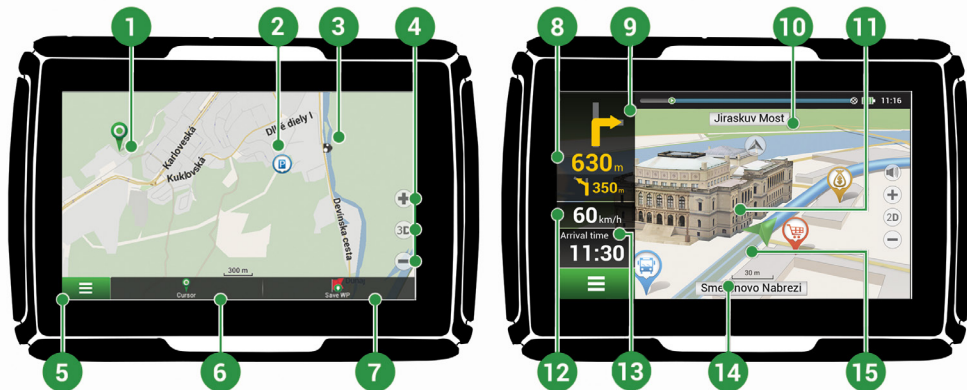 1
2
3
4
Karloveská
Kuklovská
Dlhé diely I
Devínska cesta
P
3D
300 m
Cursor
Save WP
5
6
7
8
9
10
11
11:16
Jiraskuv Most
630 m
350 m
60 km/h
Arrival time
11:30
2D
30 m
Smetanovo Nabrezi
12
13
14
15